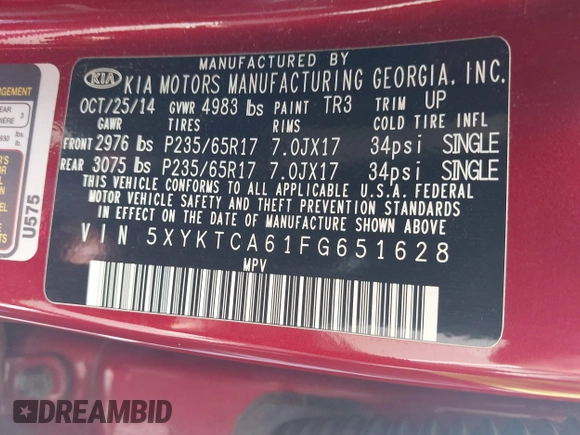 MANUFACTURED BY
KIA KIA MOTORS MANUFACTURING GEORGIA, INC.
OCT/25/14 GVWR 4983 lbs PAINT TR3 TRIM UP
GAWR TIRES RIMS COLD TIRE INFL
FRONT 2976 lbs P235/65R17 7.0JX17 34psi SINGLE
REAR 3075 lbs P235/65R17 7.0JX17 34psi SINGLE
THIS VEHICLE CONFORMS TO ALL APPLICABLE U.S.A. FEDERAL
MOTOR VEHICLE SAFETY AND THEFT PREVENTION STANDARDS
IN EFFECT ON THE DATE OF MANUFACTURE SHOWN ABOVE.
VIN 5XYKTCA61FG651628
MPV
U575
3
lbs.
DREAMBID